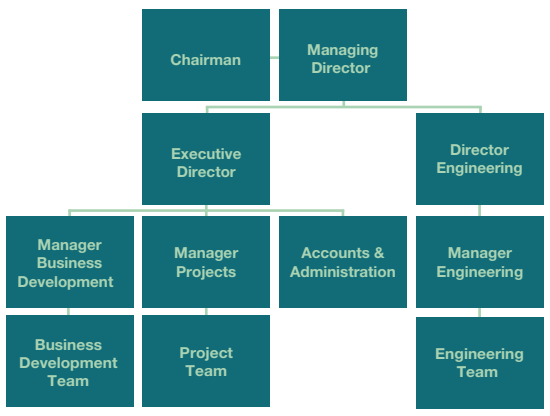 Chairman
Managing
Director
Executive
Director
Director
Engineering
Manager
Business
Development
Manager
Projects
Accounts &
Administration
Manager
Engineering
Business
Development
Team
Project
Team
Engineering
Team